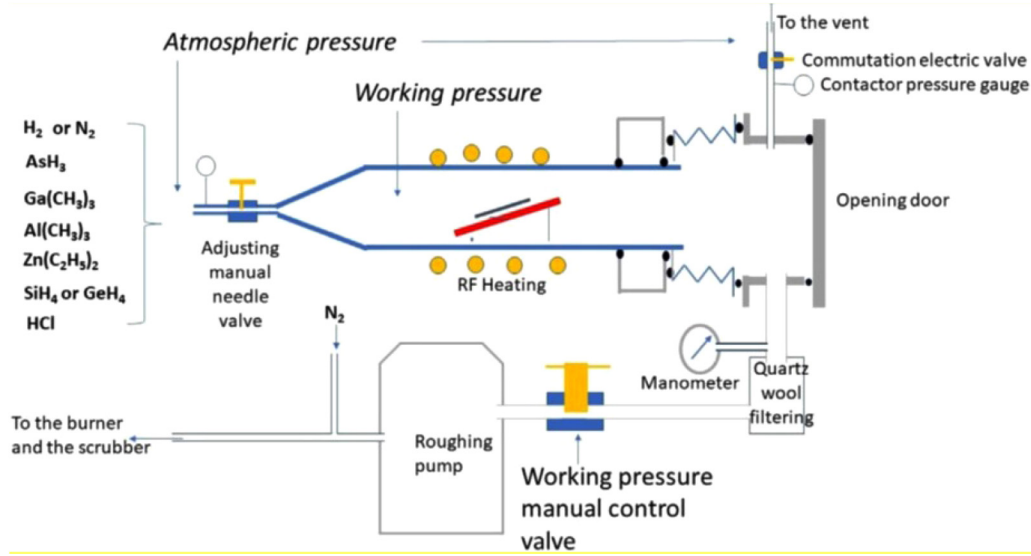 To the vent
Atmospheric pressure
Commutation electric valve
Contactor pressure gauge
Working pressure
H₂ or N₂
AsH₃
Ga(CH₃)₃
Al(CH₃)₃
Zn(C₂H₅)₂
SiH₄ or GeH₄
HCl
Adjusting
manual
needle
valve
RF Heating
Opening door
N₂
Manometer
Quartz
wool
filtering
To the burner
and the scrubber
Roughing
pump
Working pressure
manual control
valve